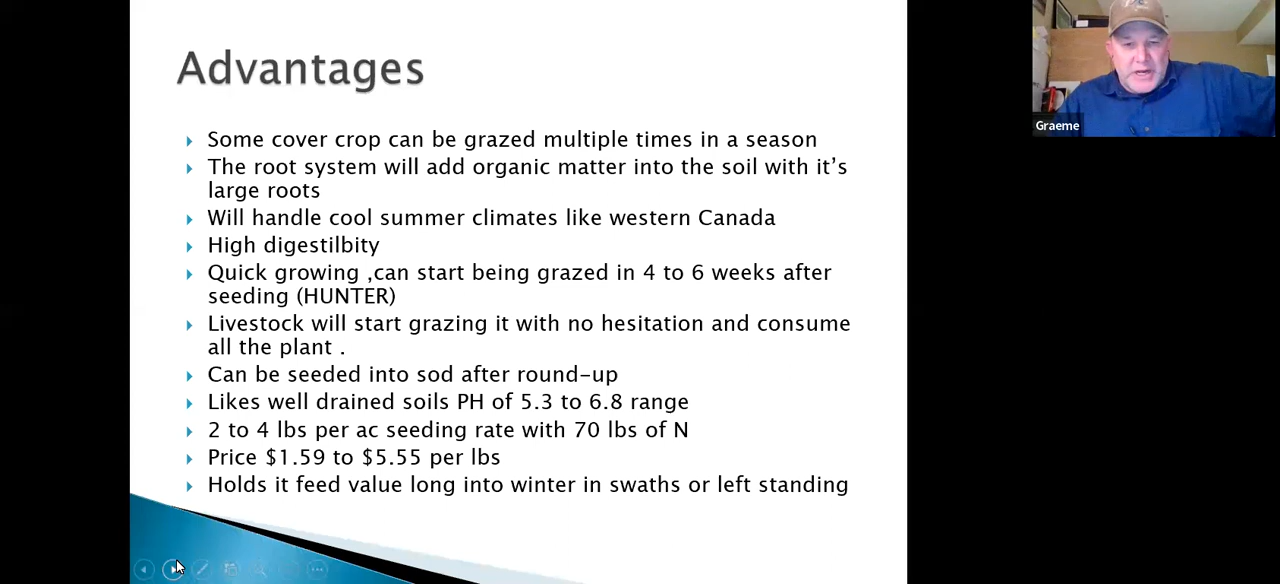 Advantages
Some cover crop can be grazed multiple times in a season
The root system will add organic matter into the soil with it's
large roots
Will handle cool summer climates like western Canada
High digestilbity
Quick growing ,can start being grazed in 4 to 6 weeks after
seeding (HUNTER)
Livestock will start grazing it with no hesitation and consume
all the plant .
Can be seeded into sod after round-up
Likes well drained soils PH of 5.3 to 6.8 range
2 to 4 lbs per ac seeding rate with 70 lbs of N
Price $1.59 to $5.55 per lbs
Holds it feed value long into winter in swaths or left standing
Graeme